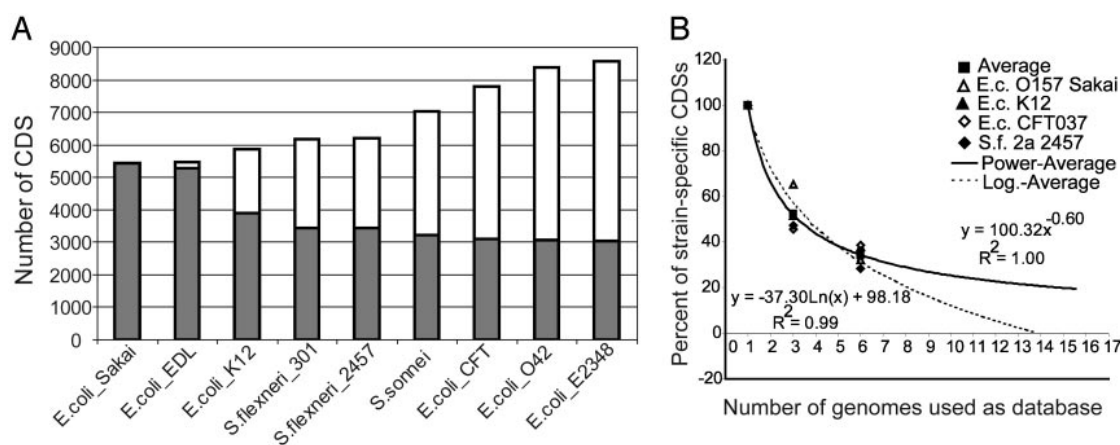 A
Number of CDS
9000
8000
7000
6000
5000
4000
3000
2000
1000
0
E.coli_Sakai
E.coli_EDL
E.coli_K12
S.flexneri_301
S.flexneri_2457
S.sonnei
E.coli_CFT
E.coli_O42
E.coli_E2348
B
Percent of strain-specific CDSs
120
100
80
60
40
20
0
-20
Average
E.c. O157 Sakai
E.c. K12
E.c. CFT037
S.f. 2a 2457
Power-Average
Log.-Average
y = 100.32x^-0.60
R^2 = 1.00
y = -37.30Ln(x) + 98.18
R^2 = 0.99
0 1 2 3 4 5 6 7 8 9 10 11 12 13 14 15 16 17
Number of genomes used as database